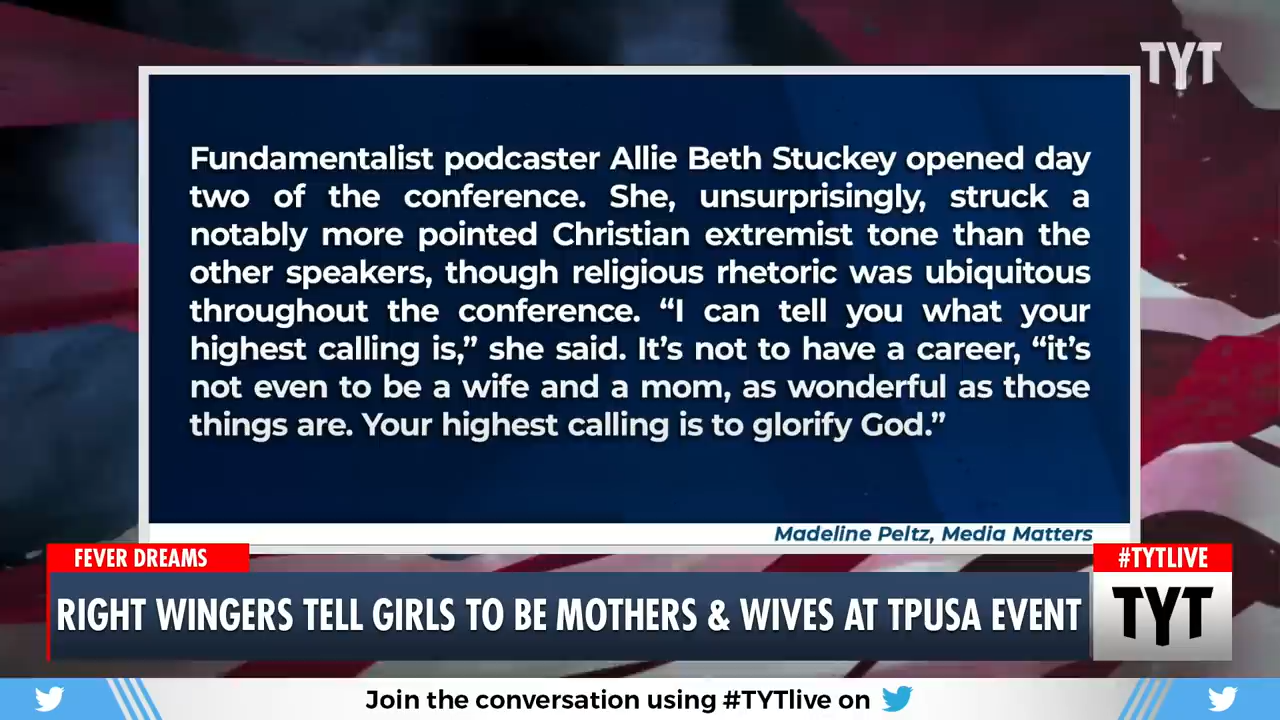 TYT
Fundamentalist podcaster Allie Beth Stuckey opened day
two of the conference. She, unsurprisingly, struck a
notably more pointed Christian extremist tone than the
other speakers, though religious rhetoric was ubiquitous
throughout the conference. “I can tell you what your
highest calling is,” she said. It’s not to have a career, “it’s
not even to be a wife and a mom, as wonderful as those
things are. Your highest calling is to glorify God.”
Madeline Peltz, Media Matters
FEVER DREAMS
#TYTLIVE
RIGHT WINGERS TELL GIRLS TO BE MOTHERS & WIVES AT TPUSA EVENT
TYT
Join the conversation using #TYTlive on